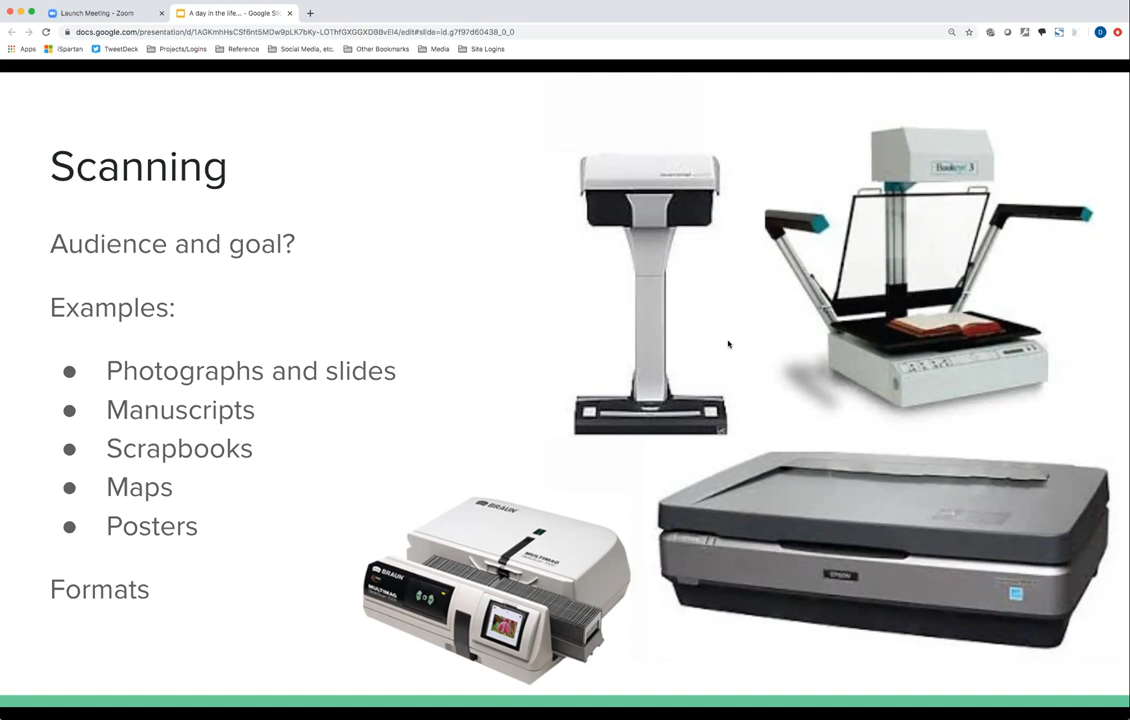 Launch Meeting - Zoom
A day in the life... - Google Sli
docs.google.com/presentation/d/1AGKmhHsCSf6nt5MDw9pLK7bKy-LOThfGXGGXDBBvEl4/edit#slide=id.g7f97d60438_0_0
Apps
iSpartan
TweetDeck
Projects/Logins
Reference
Social Media, etc.
Other Bookmarks
Media
Site Logins
D
Scanning
Audience and goal?
Examples:
● Photographs and slides
● Manuscripts
● Scrapbooks
● Maps
● Posters
Formats
Bookeye 3
BRAUN
MULTIMAG
BRAUN
MULTIMAG
EPSON